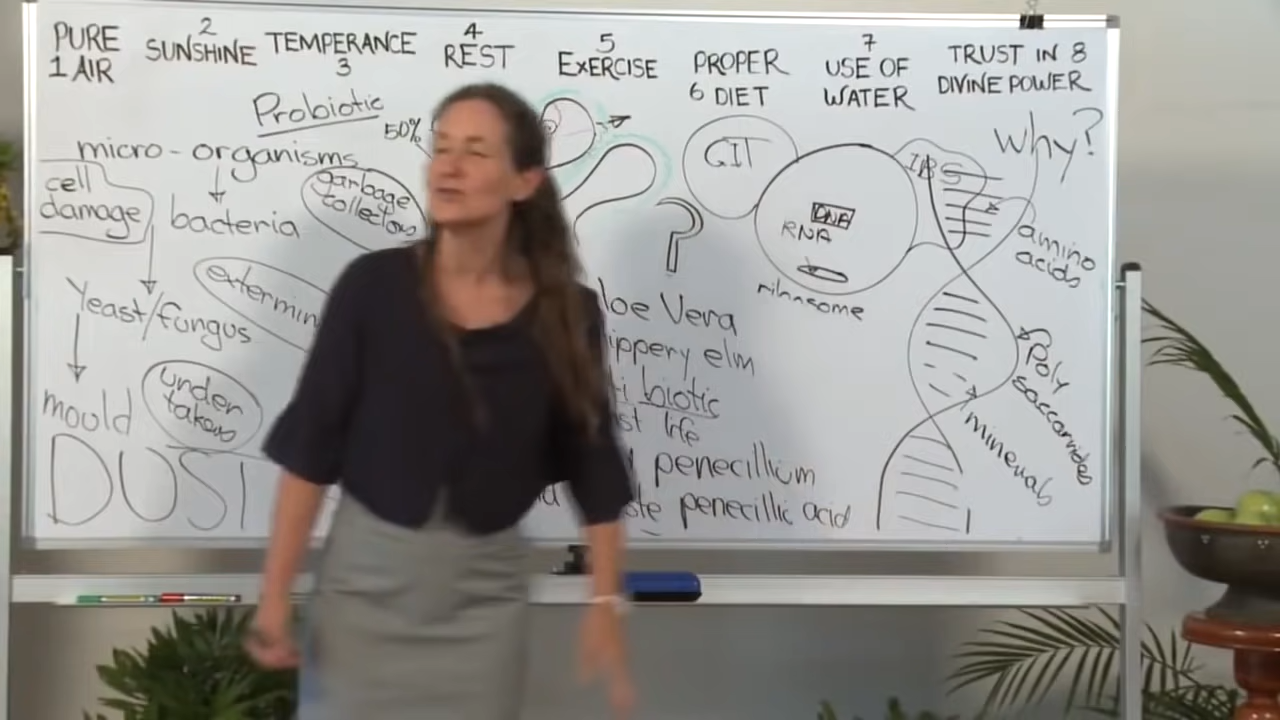 PURE
1 AIR
2
SUNSHINE
TEMPERANCE
3
4
REST
5
EXERCISE
PROPER
6 DIET
7
USE OF
WATER
TRUST IN 8
DIVINE POWER
Probiotic
50%
micro-organisms
cell
damage
bacteria
garbage
collectors
Yeast/fungus
extermin
mould
under
takers
DUST
GIT
DNA
RNA
ribosome
IBS
Why?
amino
acids
Poly
saccarides
minerals
loe Vera
ippery elm
ti biotic
st life
penecillium
ste penecillic acid